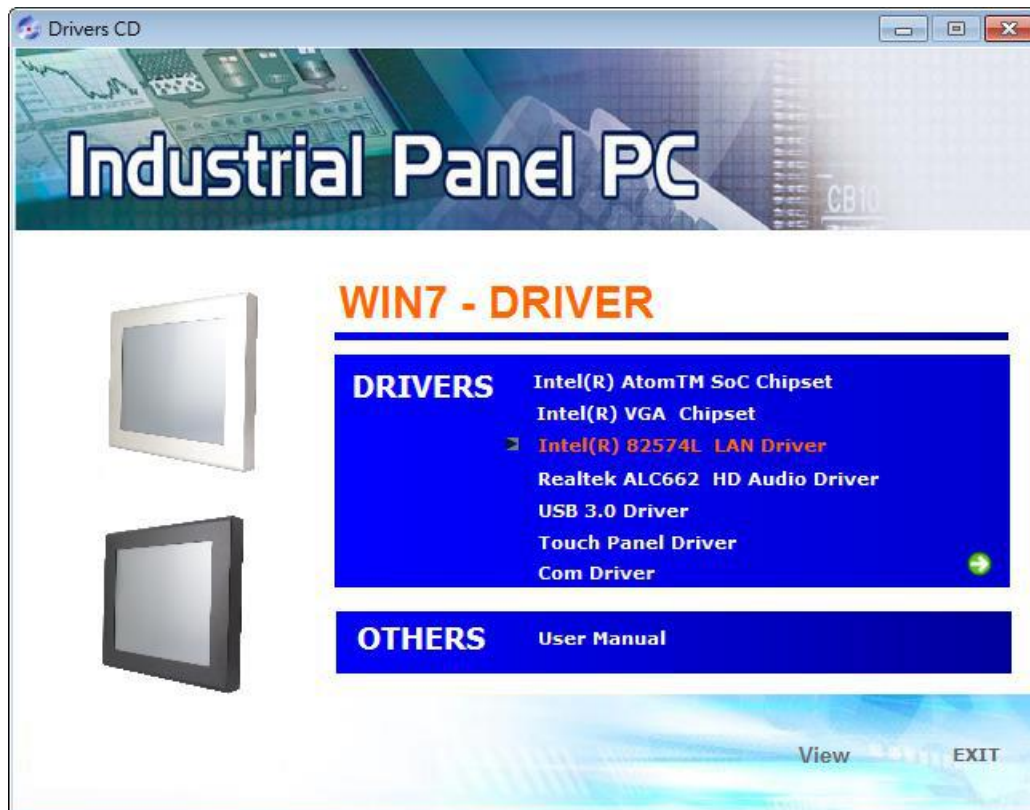 Drivers CD
Industrial Panel PC
CB10
WIN7 - DRIVER
DRIVERS
Intel(R) AtomTM SoC Chipset
Intel(R) VGA Chipset
Intel(R) 82574L LAN Driver
Realtek ALC662 HD Audio Driver
USB 3.0 Driver
Touch Panel Driver
Com Driver
OTHERS
User Manual
View
EXIT